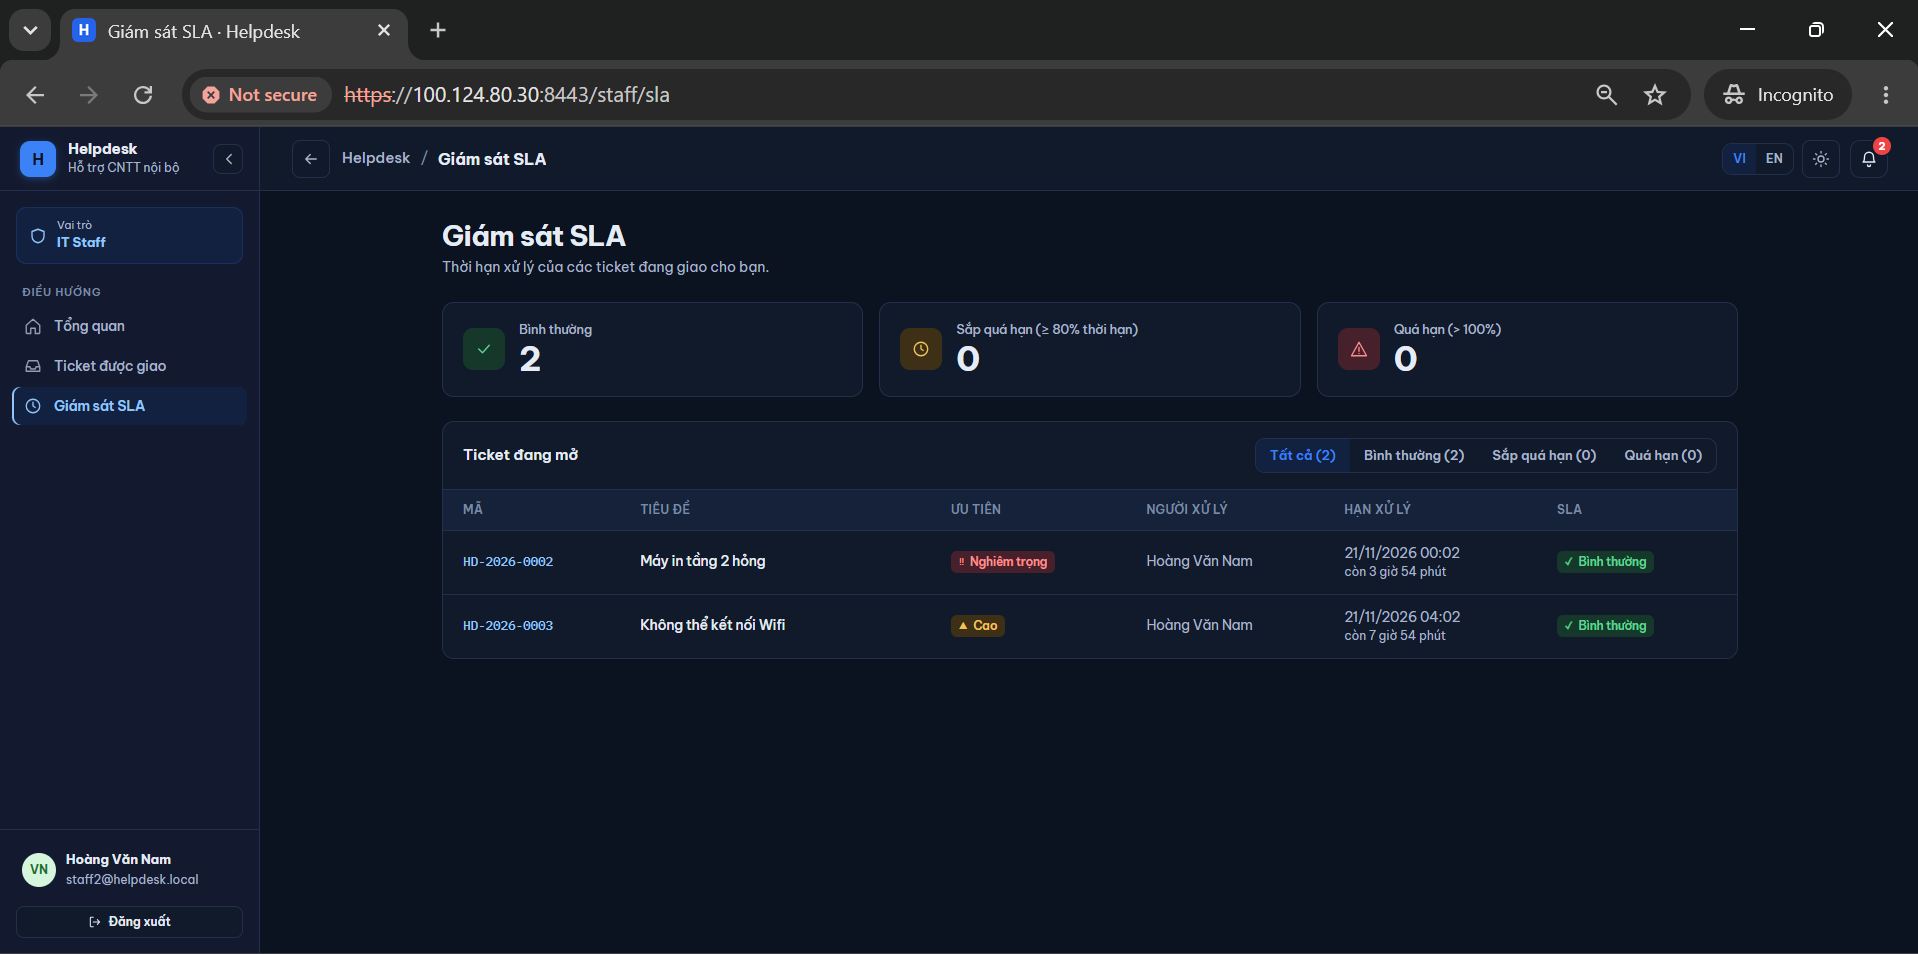 H Giám sát SLA · Helpdesk
Not secure https://100.124.80.30:8443/staff/sla Incognito
H Helpdesk
Hỗ trợ CNTT nội bộ
Helpdesk / Giám sát SLA
VI EN 2
Vai trò
IT Staff
ĐIỀU HƯỚNG
Tổng quan
Ticket được giao
Giám sát SLA
Giám sát SLA
Thời hạn xử lý của các ticket đang giao cho bạn.
Bình thường
2
Sắp quá hạn (≥ 80% thời hạn)
0
Quá hạn (> 100%)
0
Ticket đang mở
Tất cả (2) Bình thường (2) Sắp quá hạn (0) Quá hạn (0)
MÃ TIÊU ĐỀ ƯU TIÊN NGƯỜI XỬ LÝ HẠN XỬ LÝ SLA
HD-2026-0002 Máy in tầng 2 hỏng !! Nghiêm trọng Hoàng Văn Nam 21/11/2026 00:02 ✓ Bình thường
còn 3 giờ 54 phút
HD-2026-0003 Không thể kết nối Wifi ▲ Cao Hoàng Văn Nam 21/11/2026 04:02 ✓ Bình thường
còn 7 giờ 54 phút
VN Hoàng Văn Nam
staff2@helpdesk.local
Đăng xuất